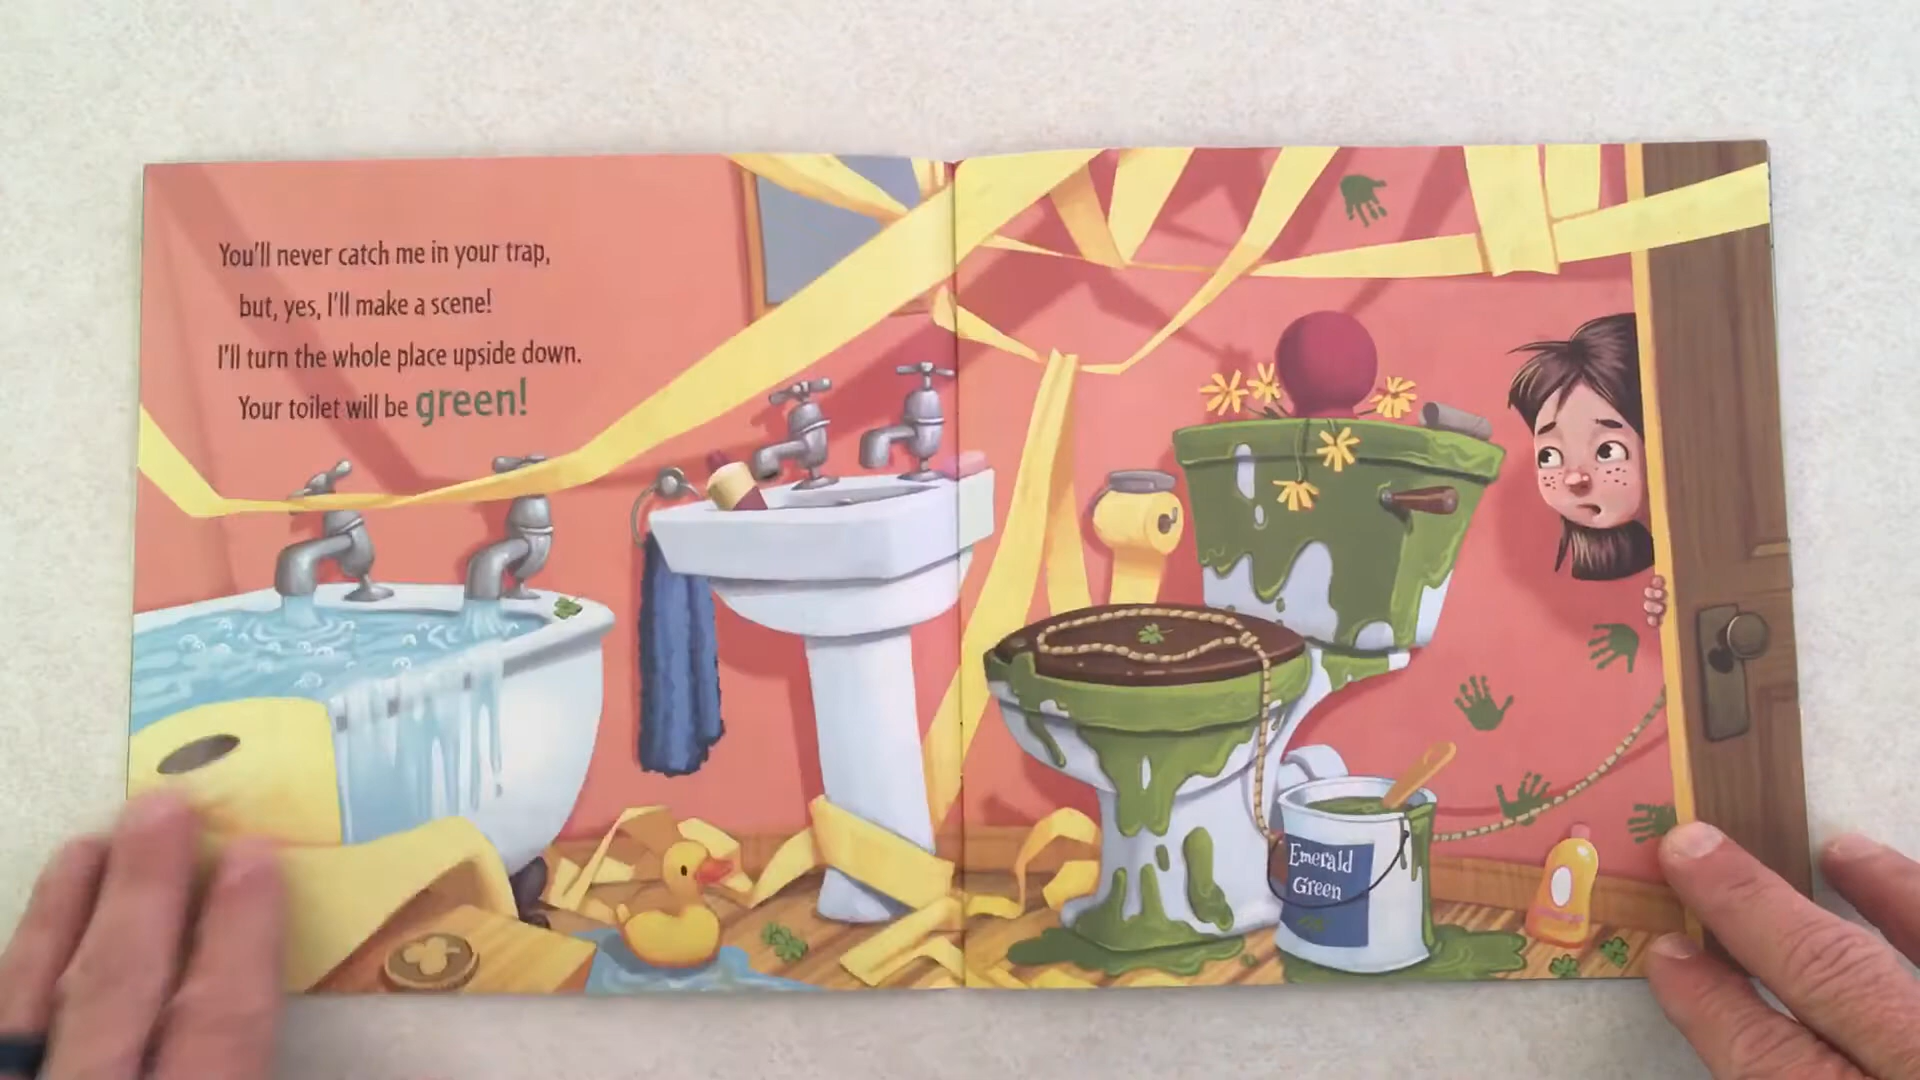 You'll never catch me in your trap,
but, yes, I'll make a scene!
I'll turn the whole place upside down.
Your toilet will be green!
Emerald
Green